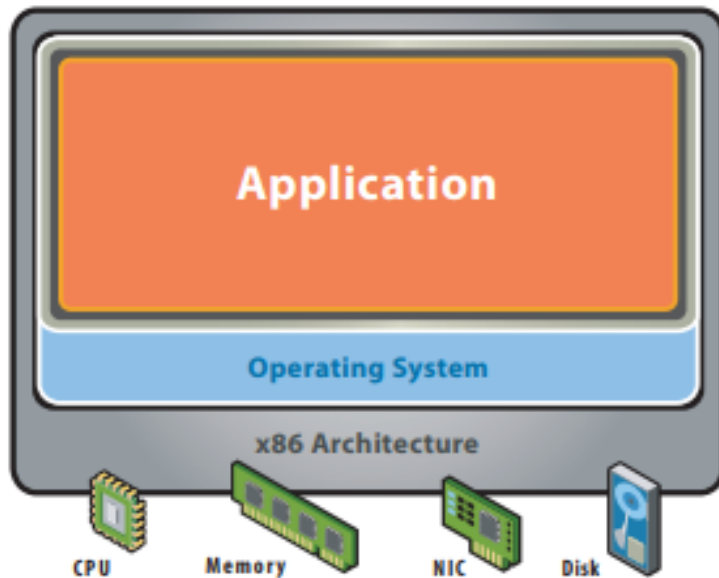 Application
Operating System
x86 Architecture
CPU
Memory
NIC
Disk